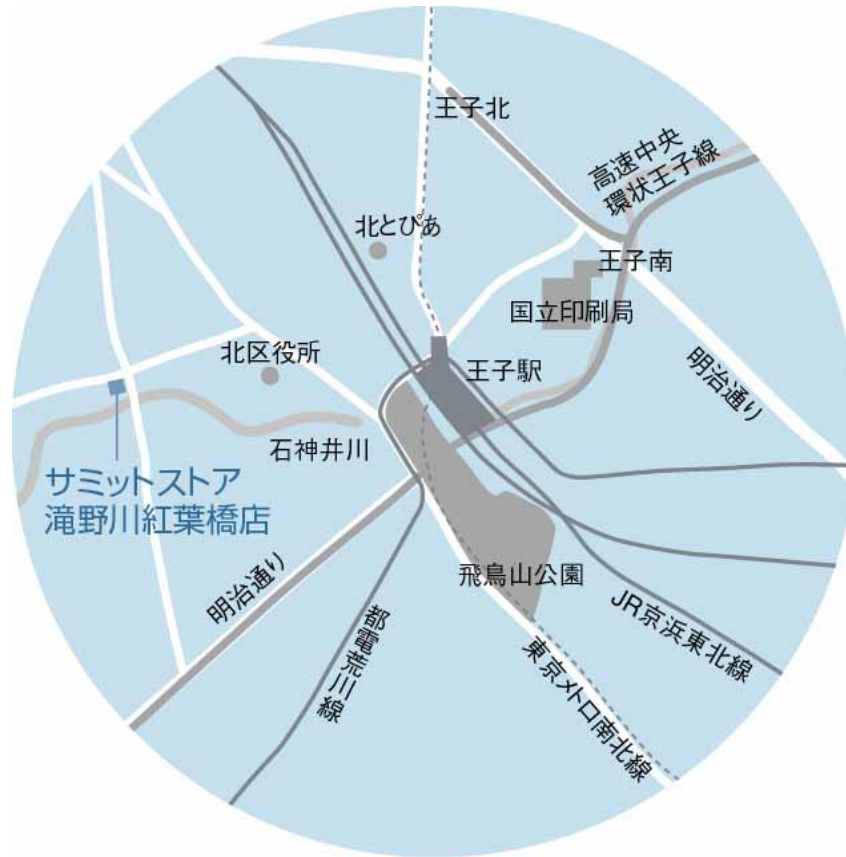 王子北
高速中央
環状王子線
北とぴあ
王子南
国立印刷局
北区役所
王子駅
明治通り
石神井川
サミットストア
滝野川紅葉橋店
飛鳥山公園
明治通り
JR京浜東北線
都電荒川線
東京メトロ南北線